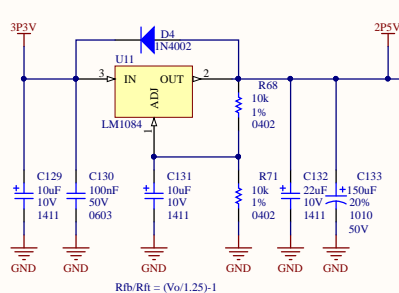 3P3V
D4
1N4002
2P5V
U11
3
IN
OUT
2
ADJ
1
LM1084
R68
10k
1%
0402
C129
10uF
10V
1411
C130
100nF
50V
0603
C131
10uF
10V
1411
R71
10k
1%
0402
C132
22uF
10V
1411
C133
150uF
20%
1010
50V
GND
GND
GND
GND
GND
GND
Rfb/Rft = (Vo/1.25)-1